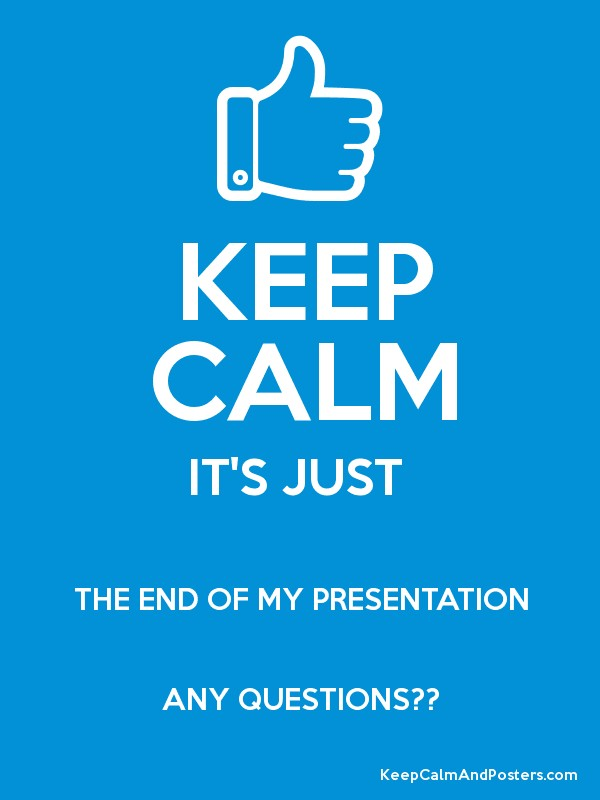 KEEP
CALM
IT'S JUST
THE END OF MY PRESENTATION
ANY QUESTIONS??
KeepCalmAndPosters.com